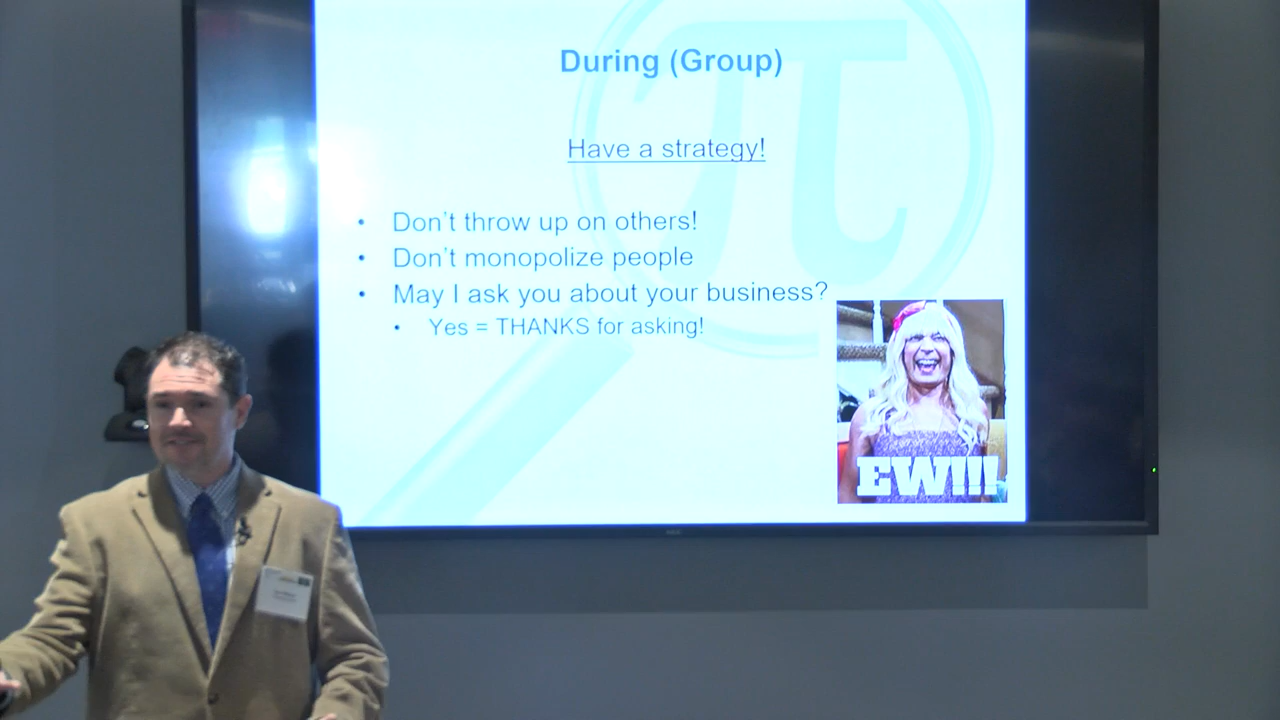 During (Group)
Have a strategy!
• Don't throw up on others!
• Don't monopolize people
• May I ask you about your business?
• Yes = THANKS for asking!
EW!!!
NEC